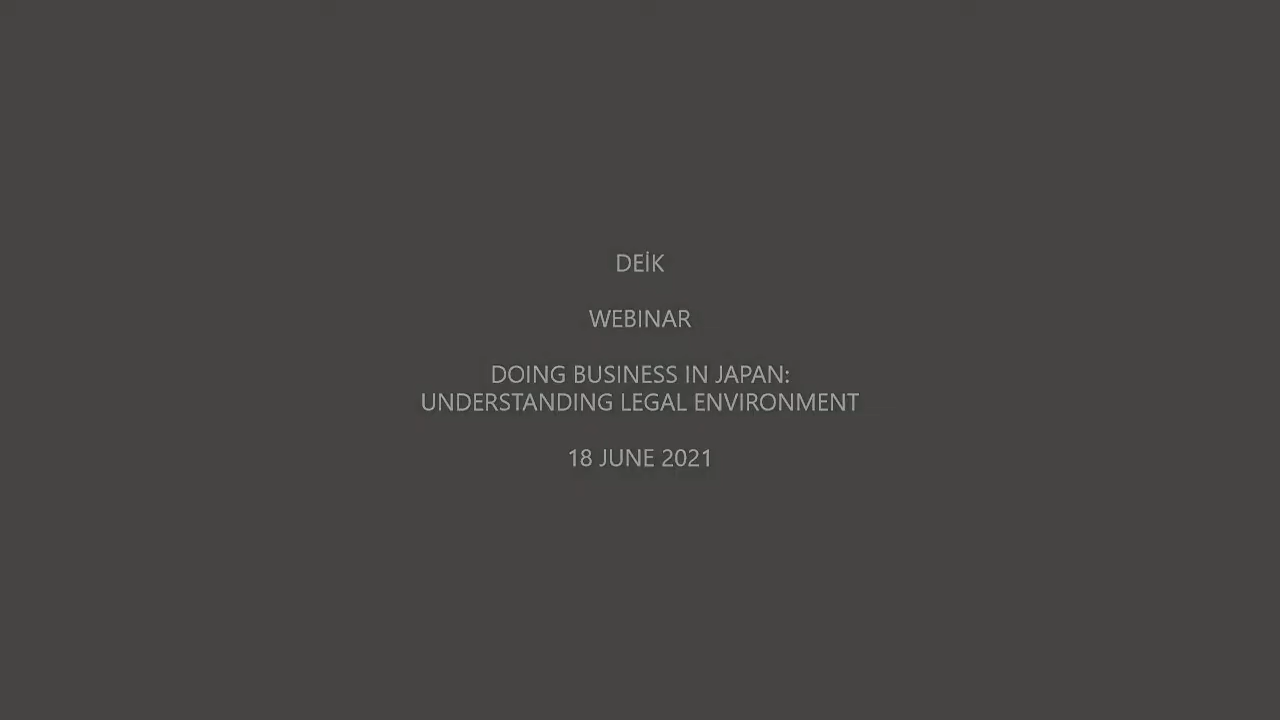 DEİK
WEBINAR
DOING BUSINESS IN JAPAN:
UNDERSTANDING LEGAL ENVIRONMENT
18 JUNE 2021